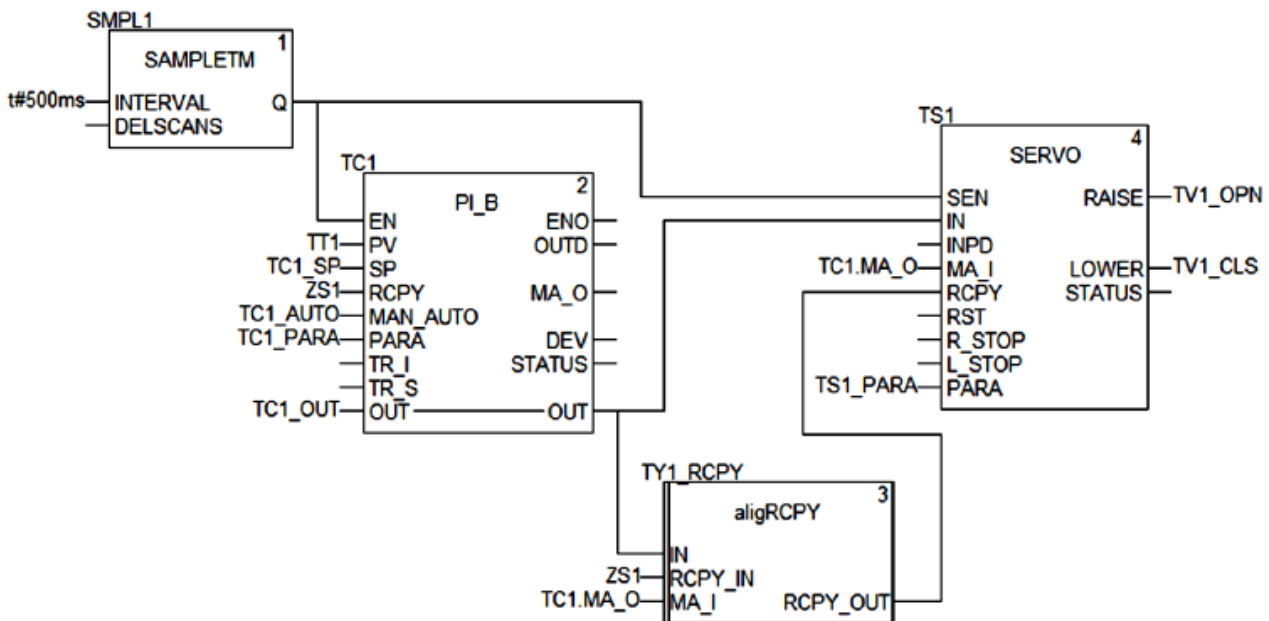 SMPL1
1
SAMPLETM
t#500ms INTERVAL Q
DELSCANS
TC1
2
PI_B
EN ENO
TT1 PV OUTD
TC1_SP SP
ZS1 RCPY MA_O
TC1_AUTO MAN_AUTO
TC1_PARA PARA DEV
TR_I STATUS
TR_S
TC1_OUT OUT OUT
TY1_RCPY
3
aligRCPY
IN
ZS1 RCPY_IN
TC1.MA_O MA_I RCPY_OUT
TS1
4
SERVO
SEN RAISE TV1_OPN
IN
INPD
TC1.MA_O MA_I LOWER TV1_CLS
RCPY STATUS
RST
R_STOP
L_STOP
TS1_PARA PARA